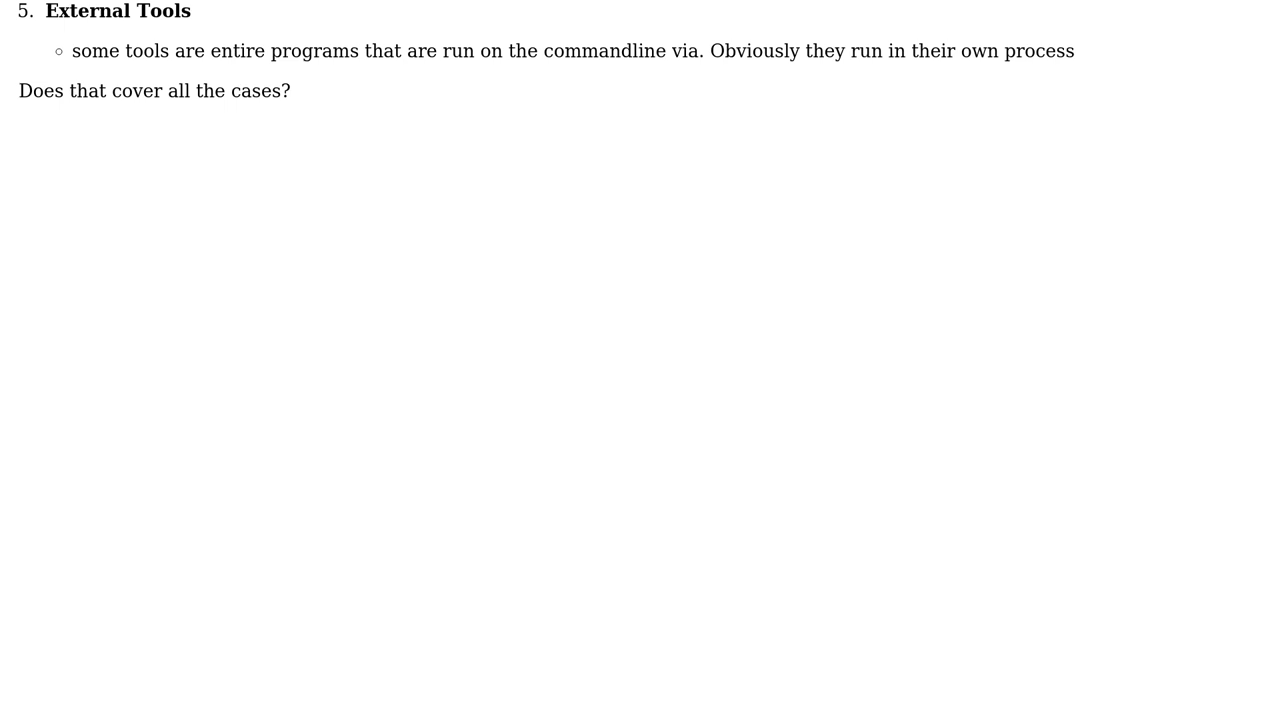 5. External Tools
◦ some tools are entire programs that are run on the commandline via. Obviously they run in their own process
Does that cover all the cases?